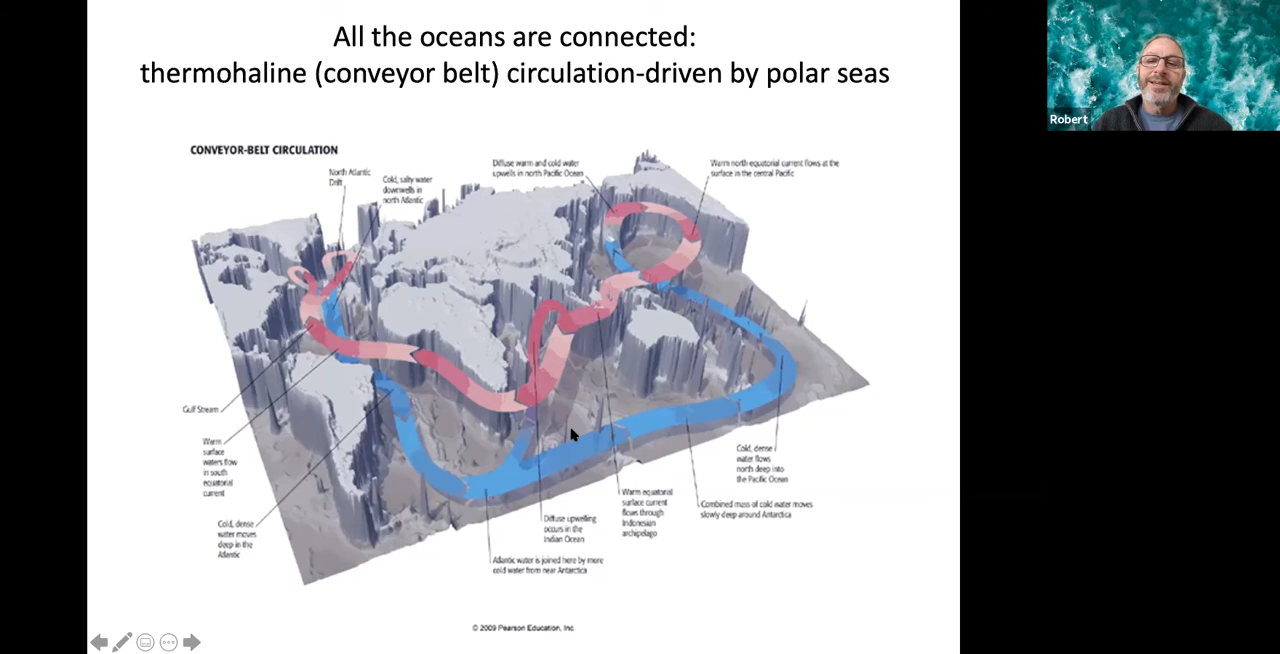 All the oceans are connected:
thermohaline (conveyor belt) circulation-driven by polar seas
Robert
CONVEYOR-BELT CIRCULATION
North Atlantic
Drift
Cold, salty water
downwells in
north Atlantic
Diffuse warm and cold water
upwells in north Pacific Ocean
Warm north equatorial current flows at the
surface in the central Pacific
Gulf Stream
Warm
surface
waters flow
in south
equatorial
current
Cold, dense
water moves
deep in the
Atlantic
Atlantic water is joined here by more
cold water from near Antarctica
Diffuse upwelling
occurs in the
Indian Ocean
Warm equatorial
surface current
flows through
Indonesian
archipelago
Combined mass of cold water moves
slowly deep around Antarctica
Cold, dense
water flows
north deep into
the Pacific Ocean
© 2009 Pearson Education, Inc.